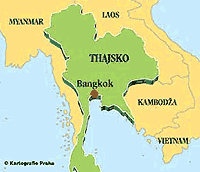 MYANMAR
LAOS
THAJSKO
Bangkok
KAMBODŽA
VIETNAM
© Kartografie Praha